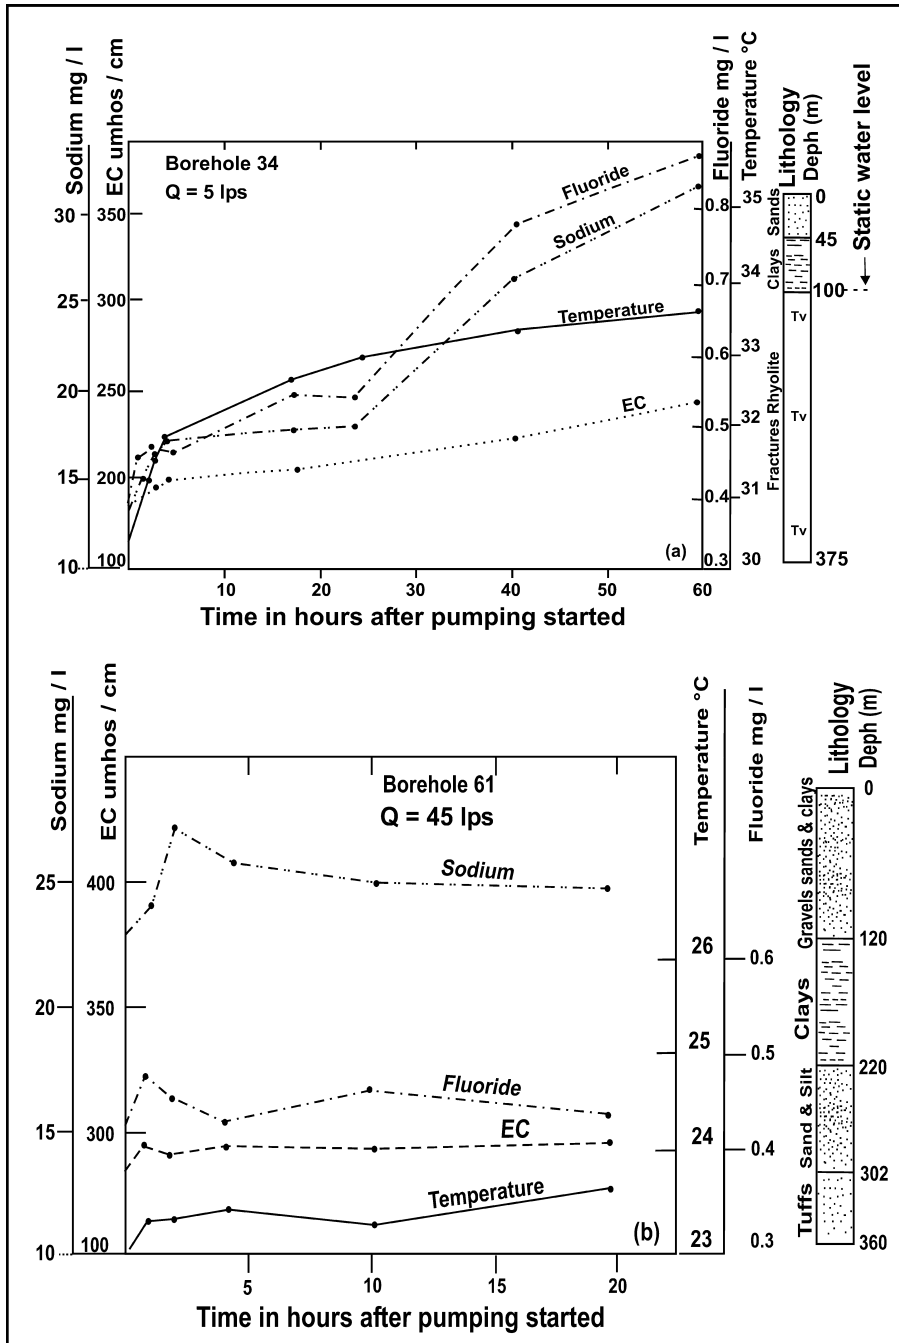 Sodium mg / l
EC umhos / cm
Fluoride mg / l
Temperature °C
Lithology
Deph (m)
Static water level
Borehole 34
Q = 5 lps
Fluoride
Sodium
Temperature
EC
(a)
30
25
20
15
10
350
300
250
200
100
0.8
0.7
0.6
0.5
0.4
0.3
35
34
33
32
31
30
Sands
Clays
Fractures Rhyolite
0
45
100
375
Tv
Tv
Tv
10 20 30 40 50 60
Time in hours after pumping started
Sodium mg / l
EC umhos / cm
Temperature °C
Fluoride mg / l
Lithology
Deph (m)
Borehole 61
Q = 45 lps
Sodium
Fluoride
EC
Temperature
(b)
25
20
15
10
400
350
300
100
26
25
24
23
0.6
0.5
0.4
0.3
Gravels sands & clays
Clays
Sand & Silt
Tuffs
0
120
220
302
360
5 10 15 20
Time in hours after pumping started